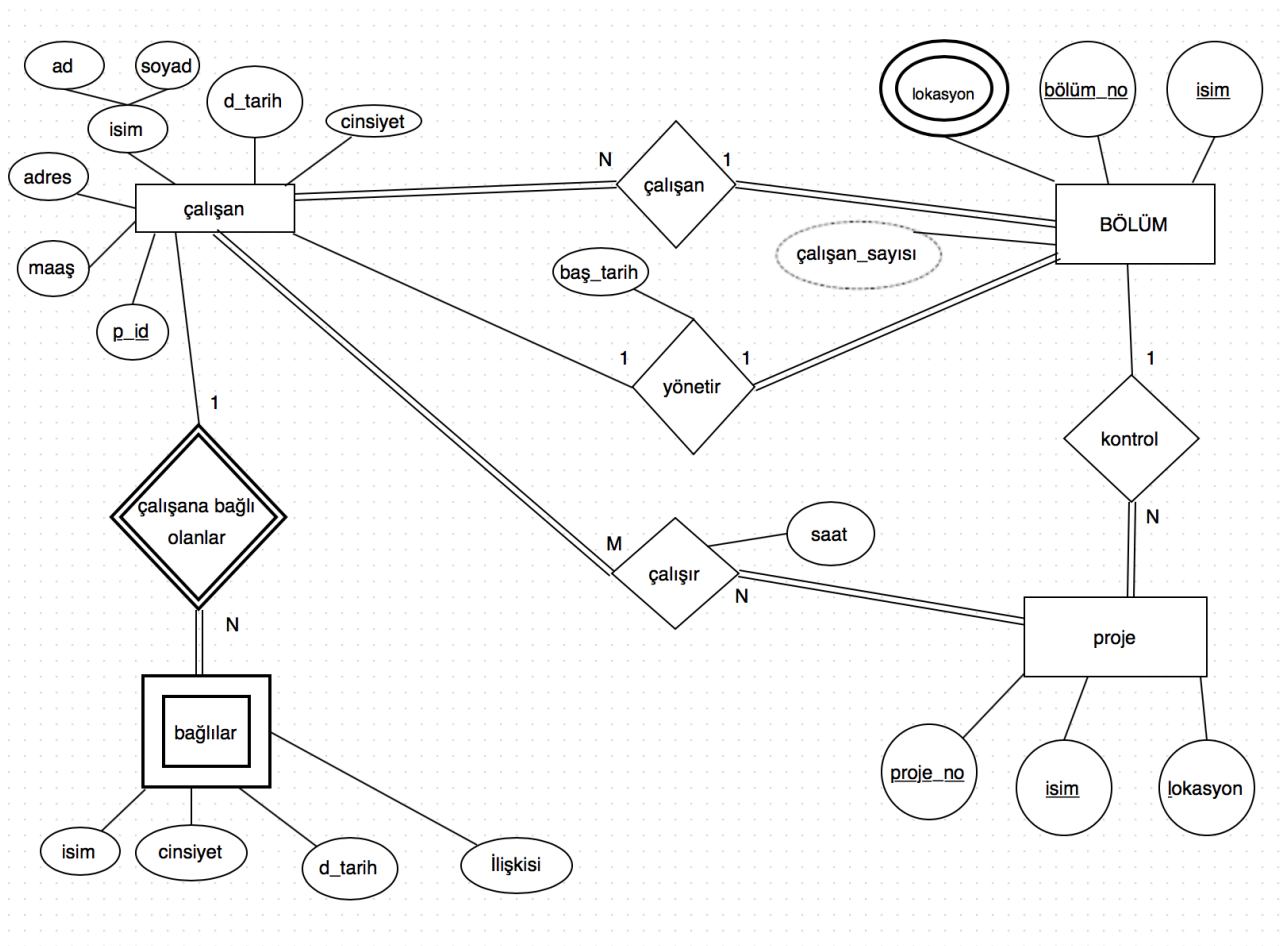 ad
soyad
d_tarih
isim
cinsiyet
adres
çalışan
maaş
p_id
N
çalışan
1
lokasyon
bölüm_no
isim
BÖLÜM
çalışan_sayısı
baş_tarih
1
yönetir
1
1
kontrol
N
1
çalışana bağlı
olanlar
N
M
çalışır
N
saat
proje
proje_no
isim
lokasyon
bağlılar
isim
cinsiyet
d_tarih
İlişkisi